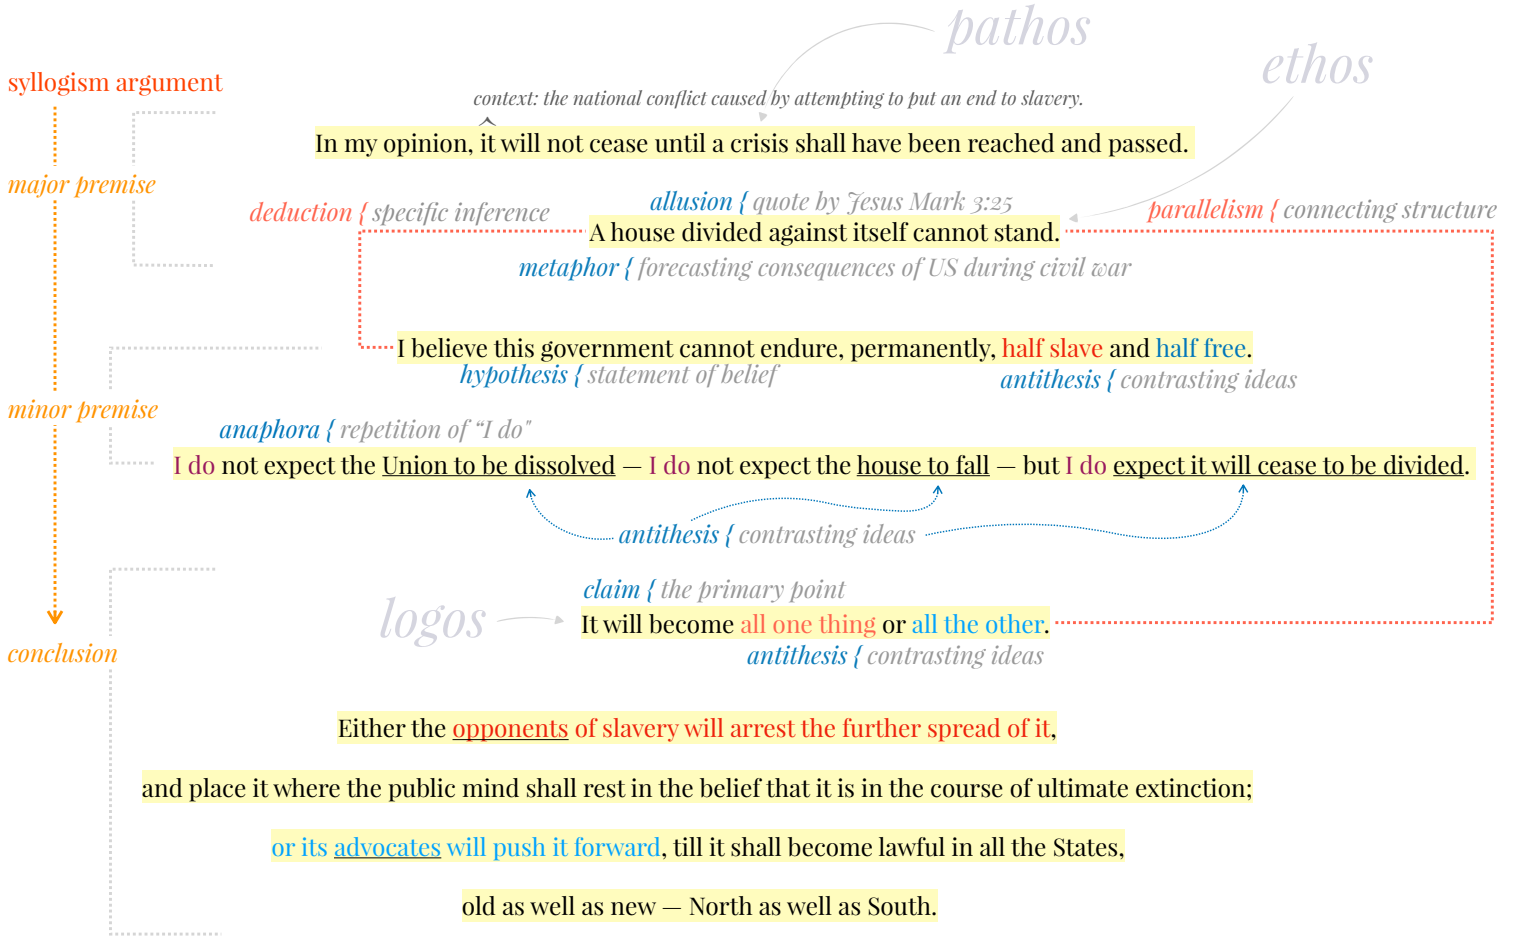 pathos
ethos
syllogism argument
context: the national conflict caused by attempting to put an end to slavery.
In my opinion, it will not cease until a crisis shall have been reached and passed.
major premise
allusion { quote by Jesus Mark 3:25
deduction { specific inference
parallelism { connecting structure
A house divided against itself cannot stand.
metaphor { forecasting consequences of US during civil war
I believe this government cannot endure, permanently, half slave and half free.
hypothesis { statement of belief
antithesis { contrasting ideas
minor premise
anaphora { repetition of “I do"
I do not expect the Union to be dissolved — I do not expect the house to fall — but I do expect it will cease to be divided.
antithesis { contrasting ideas
claim { the primary point
logos
It will become all one thing or all the other.
conclusion
antithesis { contrasting ideas
Either the opponents of slavery will arrest the further spread of it,
and place it where the public mind shall rest in the belief that it is in the course of ultimate extinction;
or its advocates will push it forward, till it shall become lawful in all the States,
old as well as new — North as well as South.